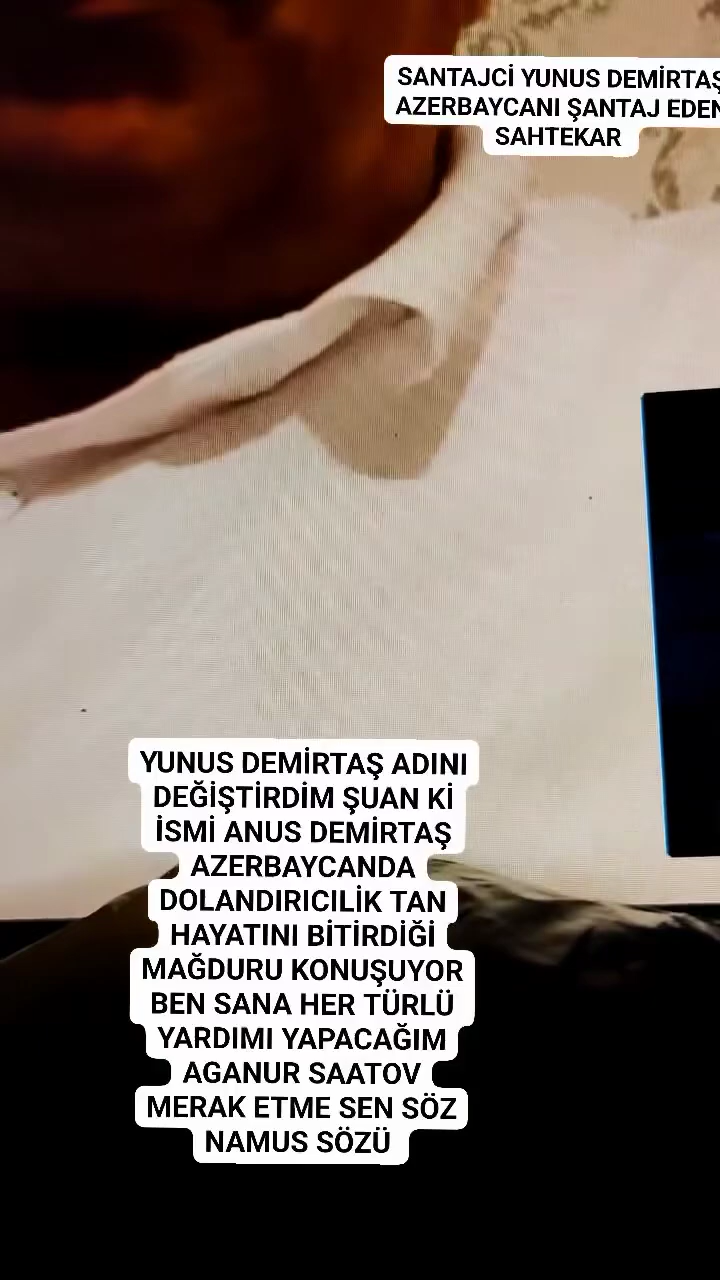 SANTAJCİ YUNUS DEMİRTAŞ
AZERBAYCANI ŞANTAJ EDEN
SAHTEKAR
YUNUS DEMİRTAŞ ADINI
DEĞİŞTİRDİM ŞUAN Kİ
İSMİ ANUS DEMİRTAŞ
AZERBAYCANDA
DOLANDIRICILİK TAN
HAYATINI BİTİRDİĞİ
MAĞDURU KONUŞUYOR
BEN SANA HER TÜRLÜ
YARDIMI YAPACAĞIM
AGANUR SAATOV
MERAK ETME SEN SÖZ
NAMUS SÖZÜ